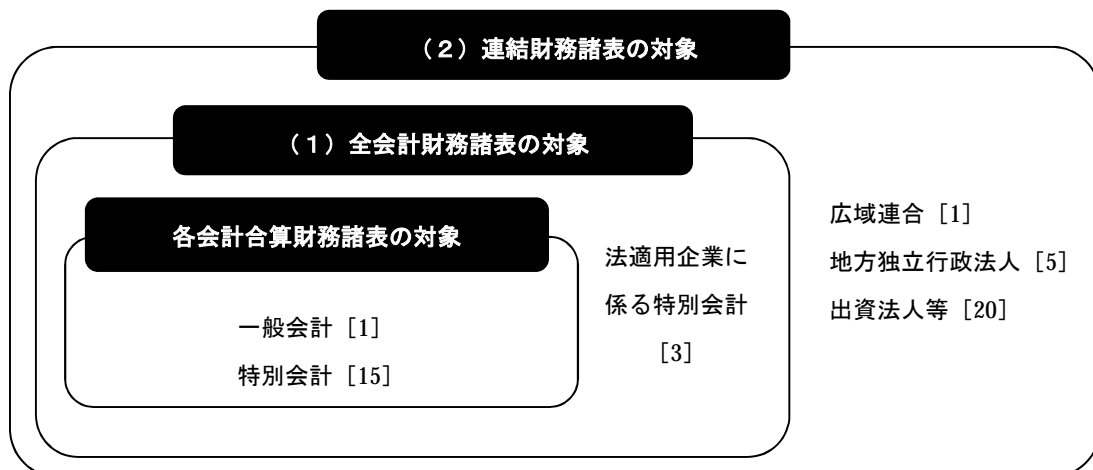 （２）連結財務諸表の対象
（１）全会計財務諸表の対象
各会計合算財務諸表の対象
一般会計［1］
特別会計［15］
法適用企業に
係る特別会計
［3］
広域連合［1］
地方独立行政法人［5］
出資法人等［20］